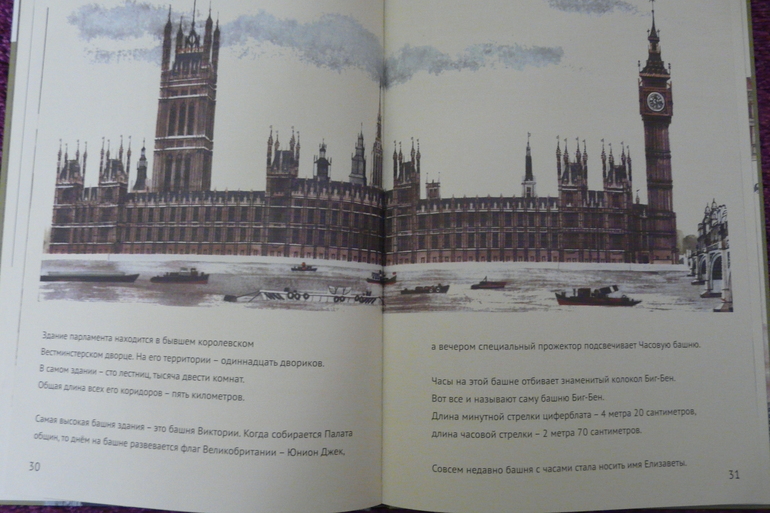 Здание парламента находится в бывшем королевском
Вестминстерском дворце. На его территории – одиннадцать двориков.
В самом здании – сто лестниц, тысяча двести комнат.
Общая длина всех его коридоров – пять километров.
Самая высокая башня здания – это башня Виктории. Когда собирается Палата
общин, то днём на башне развевается флаг Великобритании – Юнион Джек,
30
а вечером специальный прожектор подсвечивает Часовую башню.
Часы на этой башне отбивает знаменитый колокол Биг-Бен.
Вот все и называют саму башню Биг-Бен.
Длина минутной стрелки циферблата – 4 метра 20 сантиметров,
длина часовой стрелки – 2 метра 70 сантиметров.
Совсем недавно башня с часами стала носить имя Елизаветы.
31